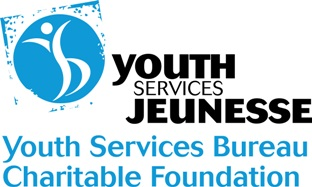 YOUTH
SERVICES
JEUNESSE
Youth Services Bureau
Charitable Foundation